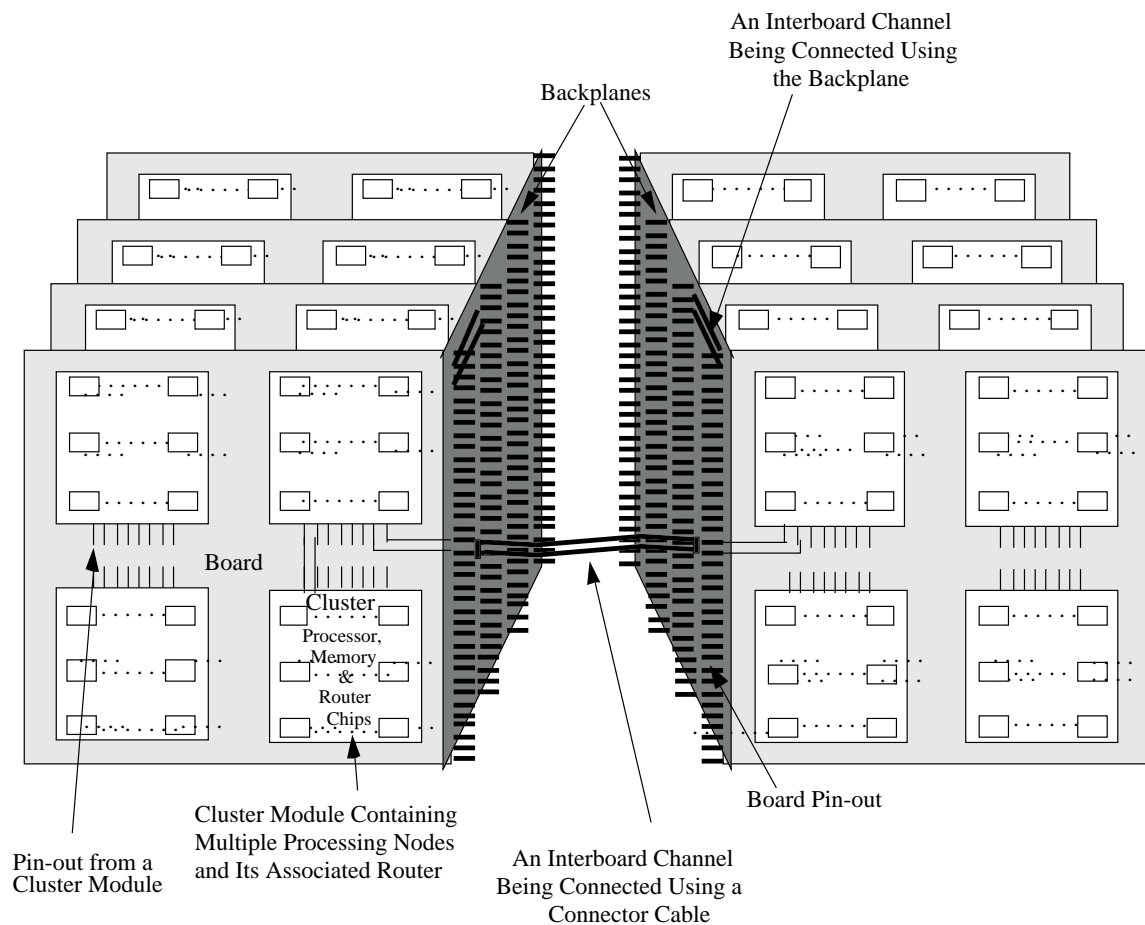 An Interboard Channel
Being Connected Using
the Backplane
Backplanes
Board
Cluster
Processor,
Memory
&
Router
Chips
Board Pin-out
Cluster Module Containing
Multiple Processing Nodes
and Its Associated Router
Pin-out from a
Cluster Module
An Interboard Channel
Being Connected Using a
Connector Cable